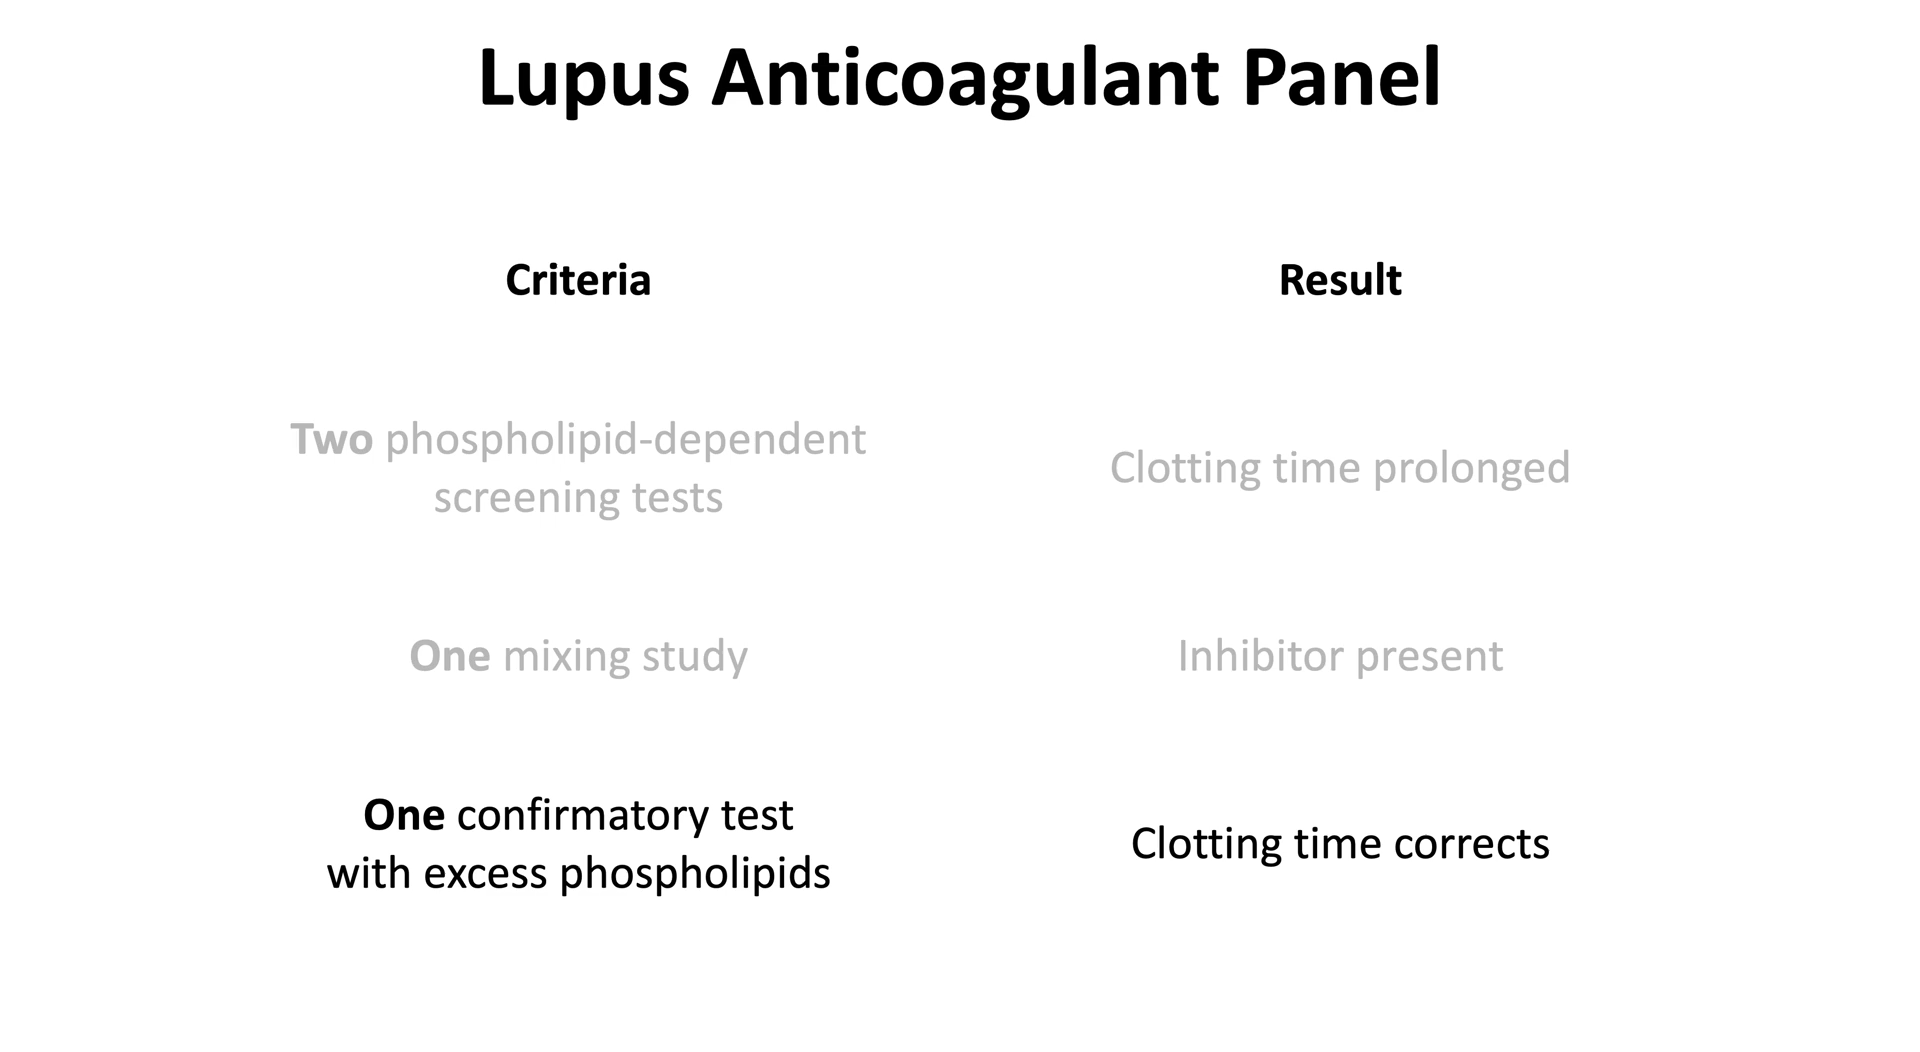 Lupus Anticoagulant Panel
Criteria
Result
Two phospholipid-dependent
screening tests
Clotting time prolonged
One mixing study
Inhibitor present
One confirmatory test
with excess phospholipids
Clotting time corrects